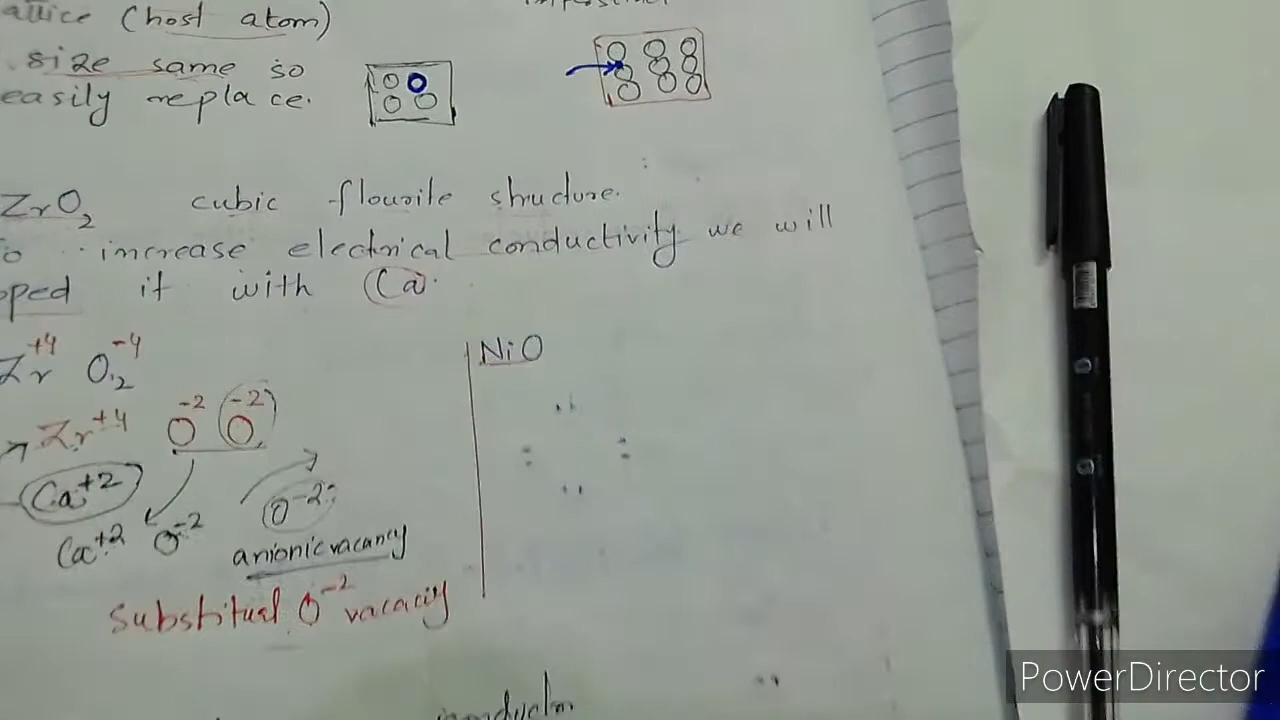 attice (host atom)
size same so
easily replace.
ZrO2 cubic flourite structure.
increase electrical conductivity we will
oped it with (Ca).
Zr+4 O2-4
NiO
Zr+4 O-2 O-2
Ca+2
Ca+2 O-2 O-2
anionic vacancy
substitual O-2 vacaciy
PowerDirector